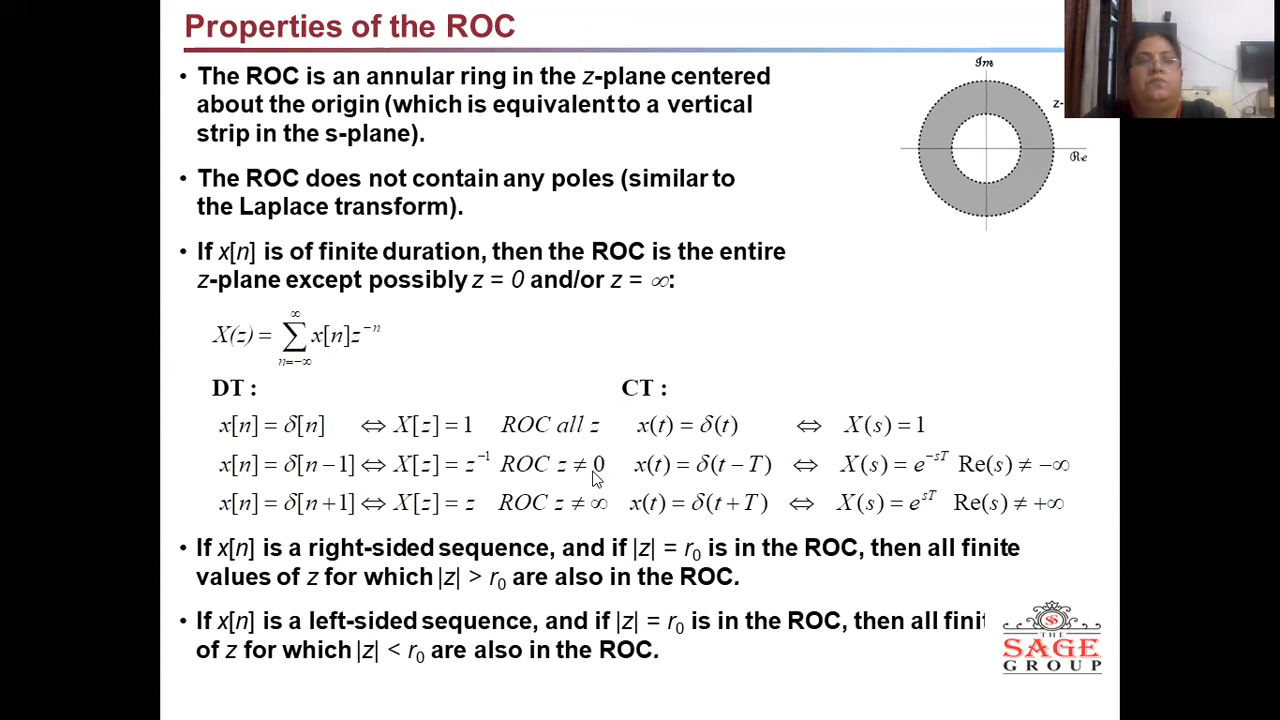 Properties of the ROC
• The ROC is an annular ring in the z-plane centered
about the origin (which is equivalent to a vertical
strip in the s-plane).
• The ROC does not contain any poles (similar to
the Laplace transform).
• If x[n] is of finite duration, then the ROC is the entire
z-plane except possibly z = 0 and/or z = ∞:
X(z) = ∑_{n=-∞}^{∞} x[n]z^{-n}
DT : CT :
x[n] = δ[n] ⇔ X[z] = 1 ROC all z x(t) = δ(t) ⇔ X(s) = 1
x[n] = δ[n−1] ⇔ X[z] = z^{-1} ROC z ≠ 0 x(t) = δ(t − T) ⇔ X(s) = e^{-sT} Re(s) ≠ −∞
x[n] = δ[n+1] ⇔ X[z] = z ROC z ≠ ∞ x(t) = δ(t + T) ⇔ X(s) = e^{sT} Re(s) ≠ +∞
• If x[n] is a right-sided sequence, and if |z| = r₀ is in the ROC, then all finite
values of z for which |z| > r₀ are also in the ROC.
• If x[n] is a left-sided sequence, and if |z| = r₀ is in the ROC, then all finit
of z for which |z| < r₀ are also in the ROC.
Im
z-
Re
THE
SAGE
GROUP